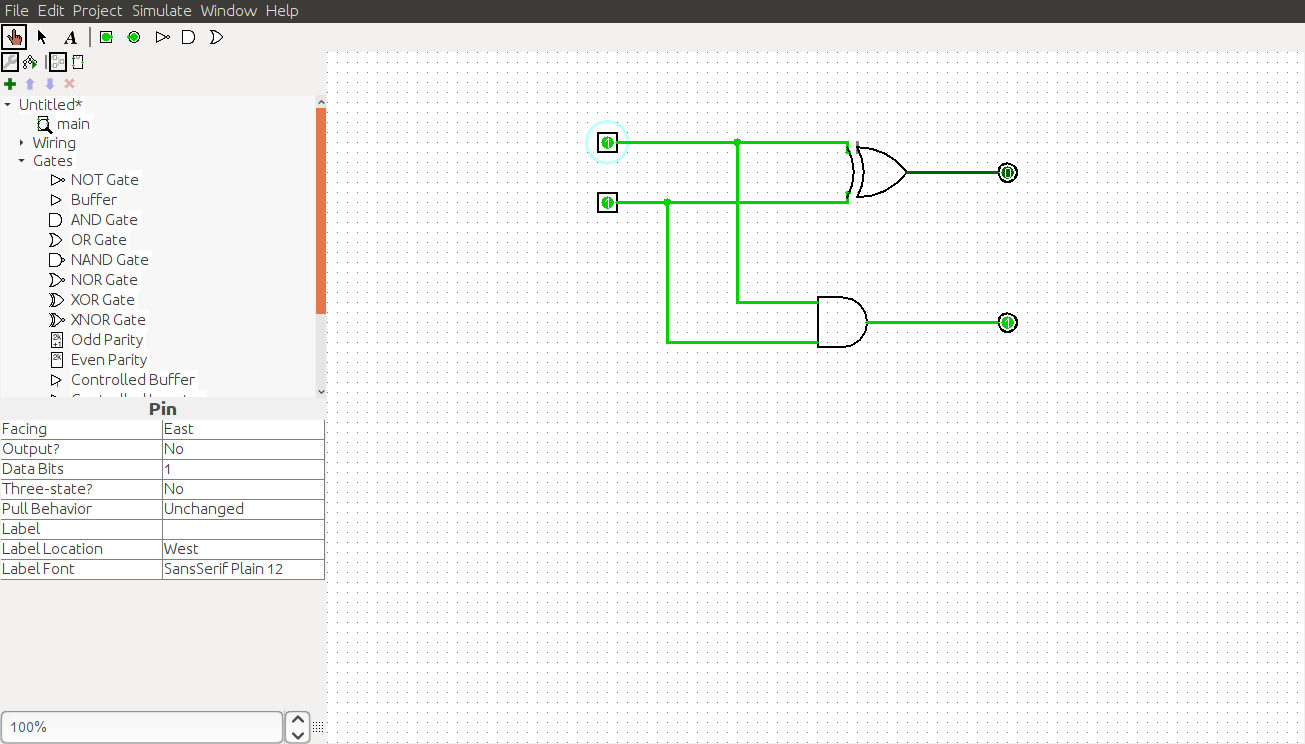 File Edit Project Simulate Window Help
A
Untitled*
main
Wiring
Gates
NOT Gate
Buffer
AND Gate
OR Gate
NAND Gate
NOR Gate
XOR Gate
XNOR Gate
Odd Parity
Even Parity
Controlled Buffer
Pin
Facing East
Output? No
Data Bits 1
Three-state? No
Pull Behavior Unchanged
Label
Label Location West
Label Font SansSerif Plain 12
100%
1
0
1
1